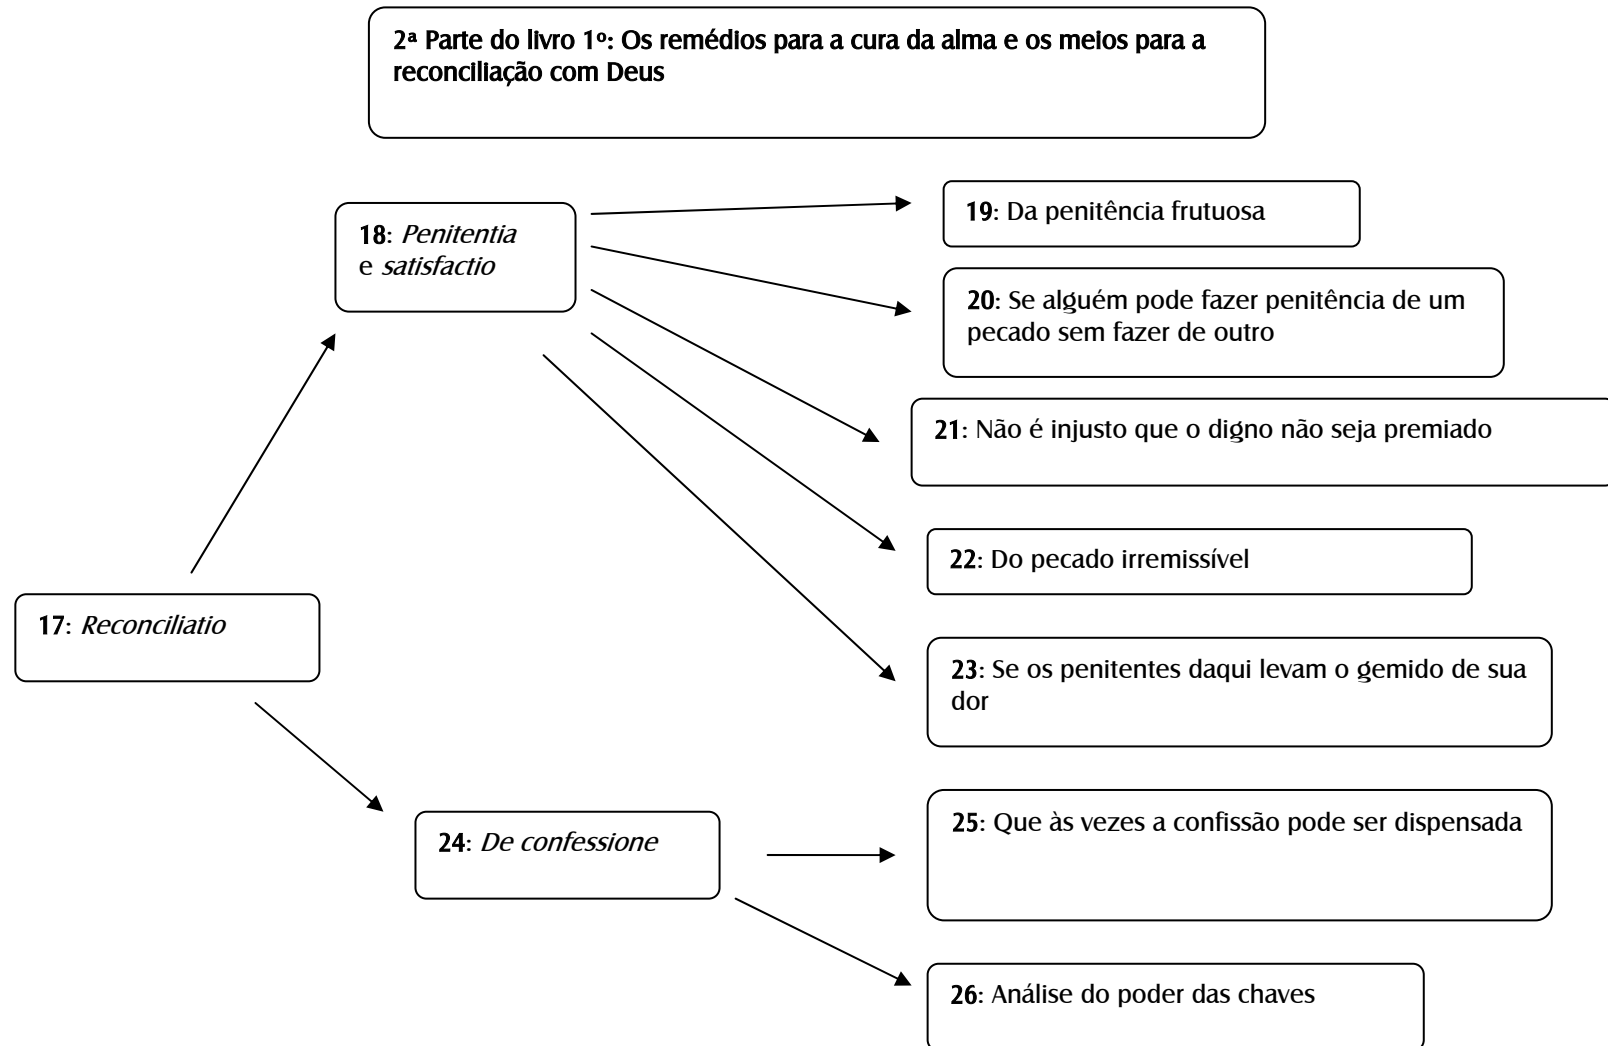 2ª Parte do livro 1º: Os remédios para a cura da alma e os meios para a
reconciliação com Deus
18: Penitentia
e satisfactio
19: Da penitência frutuosa
20: Se alguém pode fazer penitência de um
pecado sem fazer de outro
21: Não é injusto que o digno não seja premiado
22: Do pecado irremissível
17: Reconciliatio
23: Se os penitentes daqui levam o gemido de sua
dor
24: De confessione
25: Que às vezes a confissão pode ser dispensada
26: Análise do poder das chaves